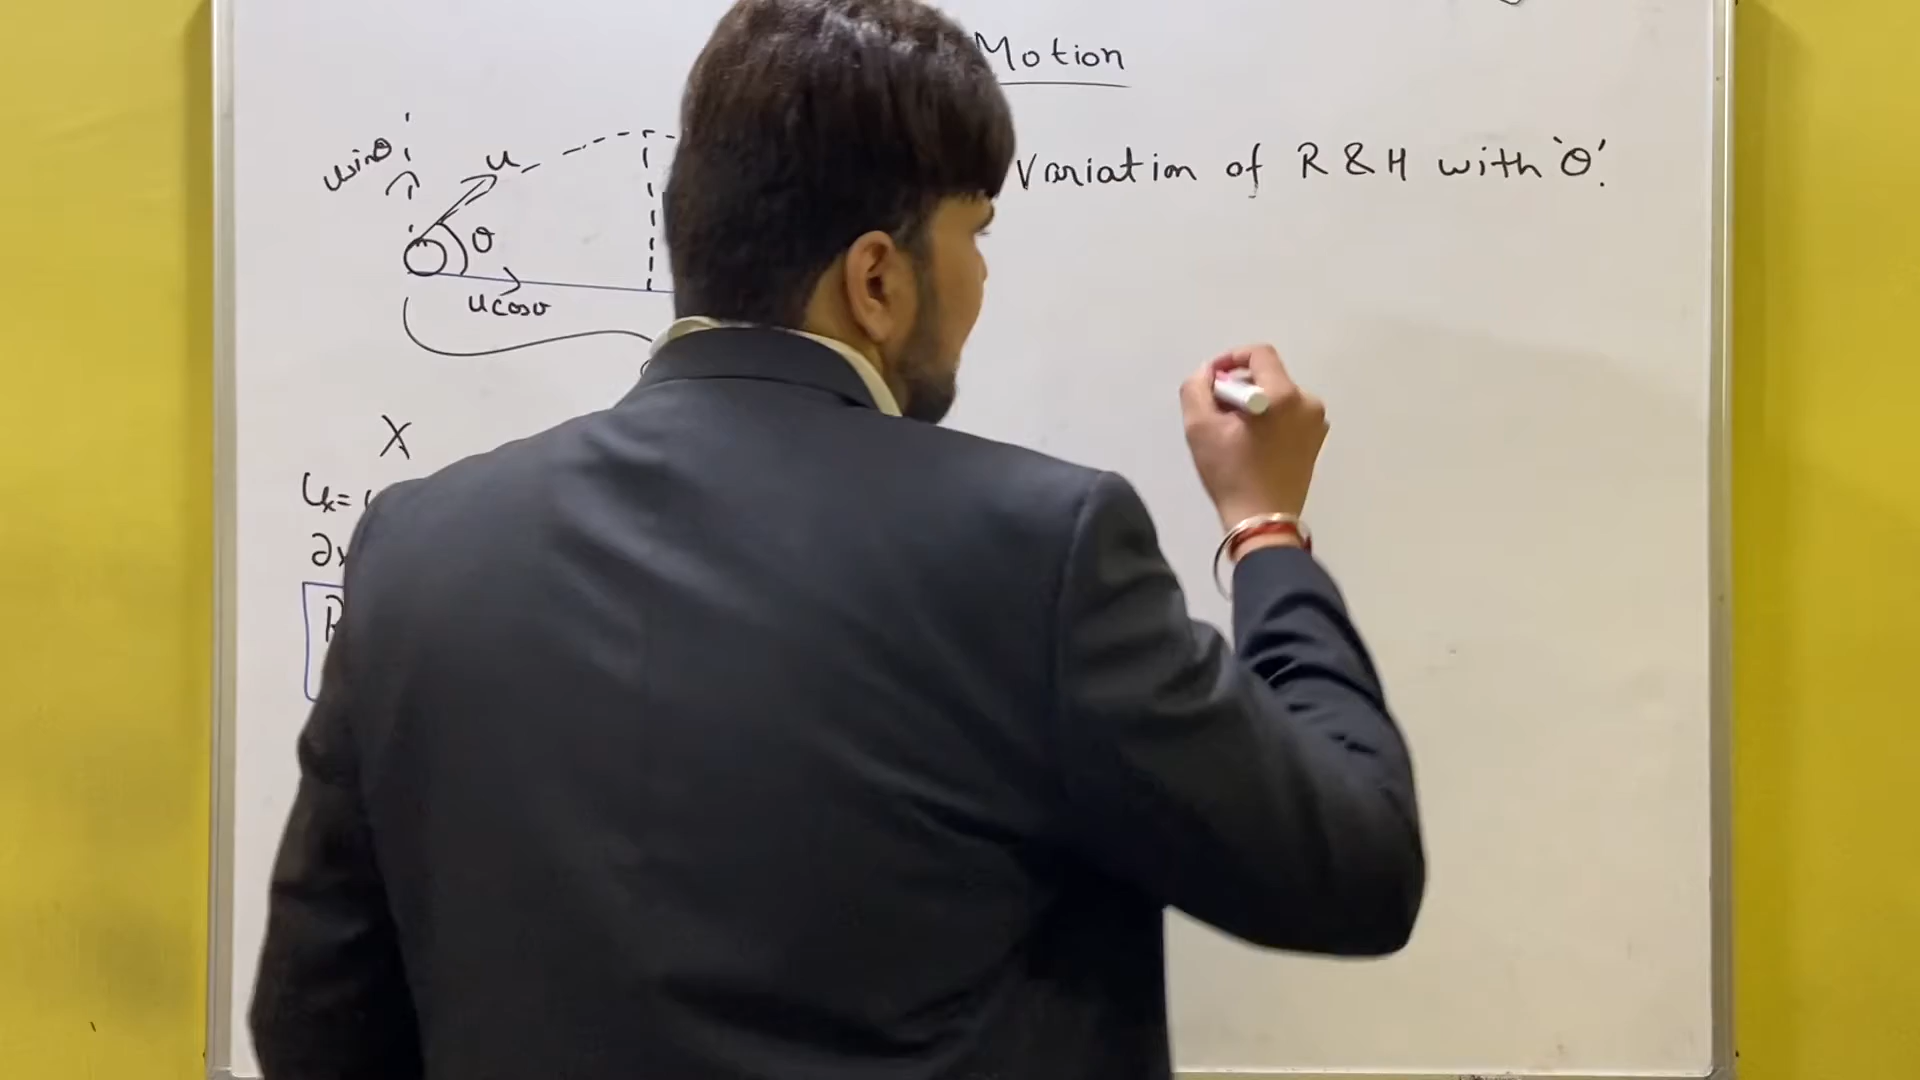 Motion
usinθ
u
θ
ucosθ
Variation of R & H with 'θ'.
X
Ux=